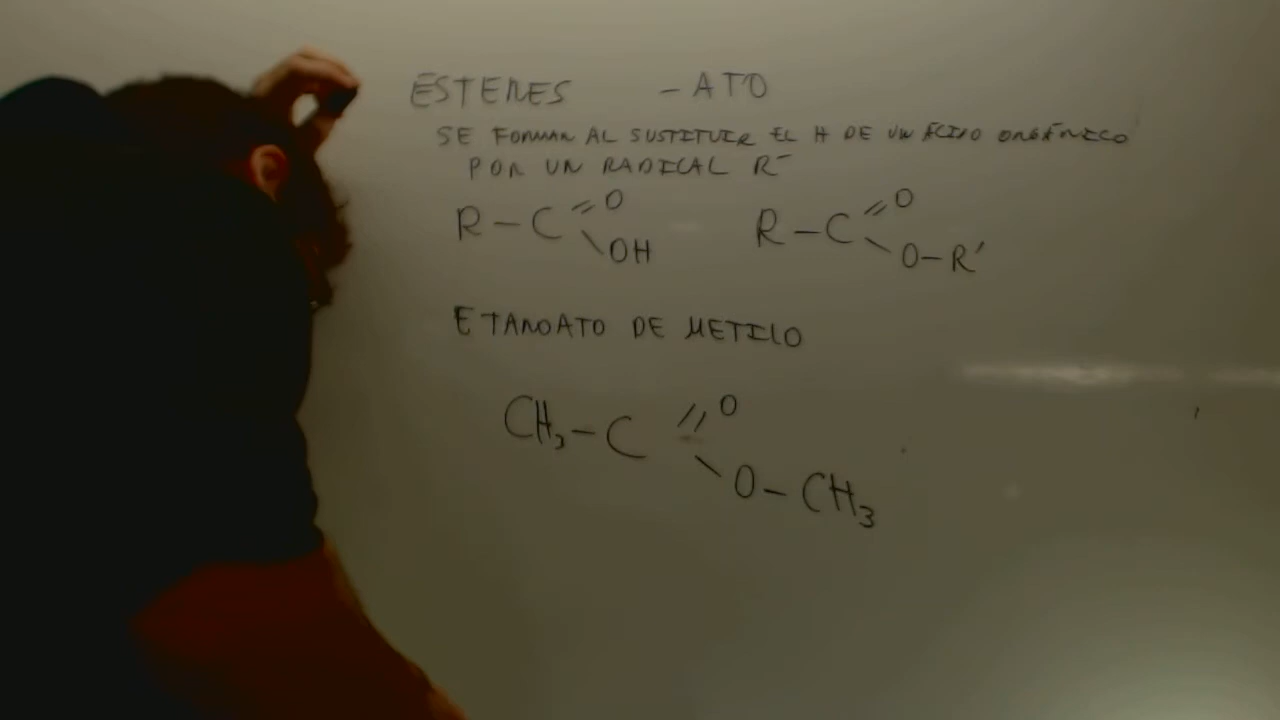 ESTERES - ATO
SE FORMAN AL SUSTITUIR EL H DE UN ÁCIDO ORGÁNICO
POR UN RADICAL R-
R-C=O
OH
R-C=O
O-R'
ETANOATO DE METILO
CH3-C=O
O-CH3